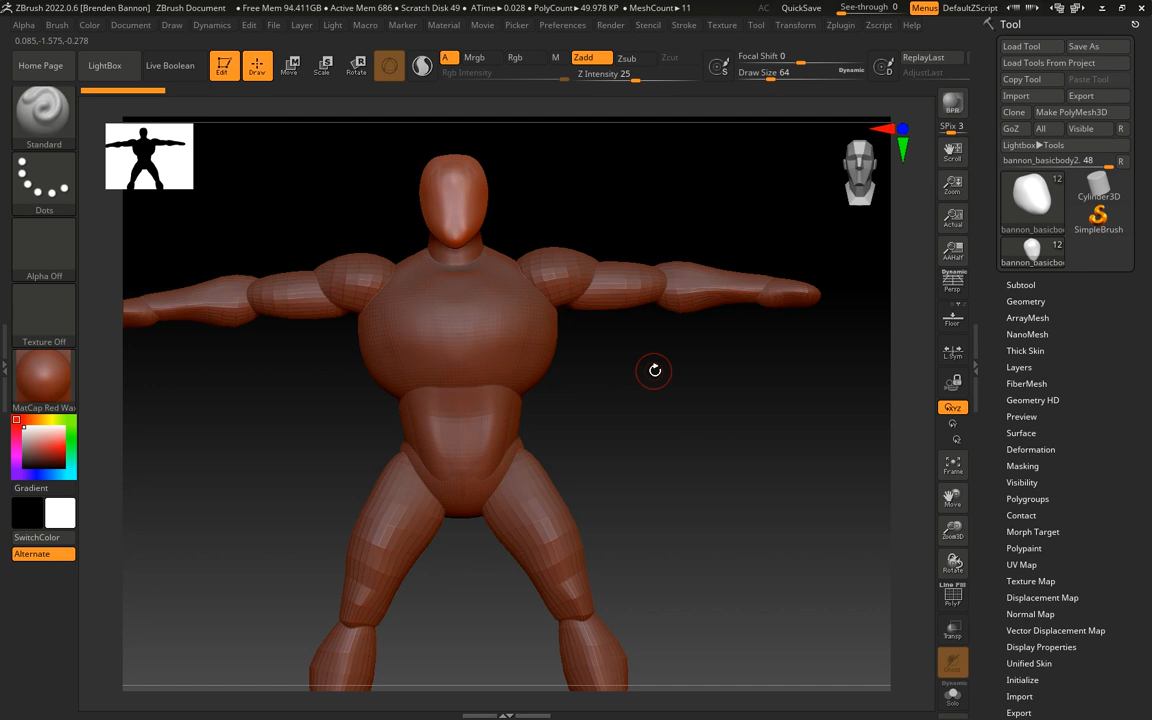 ZBrush 2022.0.6 [Brenden Bannon] ZBrush Document • Free Mem 94.411GB • Active Mem 686 • Scratch Disk 49 • ATime▶0.028 • PolyCount▶49.978 KP • MeshCount▶11 AC QuickSave See-through 0 Menus DefaultZScript
Alpha Brush Color Document Draw Dynamics Edit File Layer Light Macro Marker Material Movie Picker Preferences Render Stencil Stroke Texture Tool Transform Zplugin Zscript Help
0.085,-1.575,-0.278
Home Page LightBox Live Boolean Edit Draw Move Scale Rotate A Mrgb Rgb M Zadd Zsub Zcut Focal Shift 0 ReplayLast
Rgb Intensity Z Intensity 25 Draw Size 64 Dynamic AdjustLast
S D
Standard
Dots
Alpha Off
Texture Off
MatCap Red Wax
Gradient
SwitchColor
Alternate
BPR
SPix 3
Scroll
Zoom
Actual
AAHalf
Dynamic
Persp
Floor
L.Sym
XYZ
Frame
Move
Zoom3D
Rotate
Line Fill
PolyF
Transp
Ghost
Dynamic
Solo
Tool
Load Tool Save As
Load Tools From Project
Copy Tool Paste Tool
Import Export
Clone Make PolyMesh3D
GoZ All Visible R
Lightbox▶Tools
bannon_basicbody2. 48 R
12
Cylinder3D
bannon_basicbo SimpleBrush
12
bannon_basicbo
Subtool
Geometry
ArrayMesh
NanoMesh
Thick Skin
Layers
FiberMesh
Geometry HD
Preview
Surface
Deformation
Masking
Visibility
Polygroups
Contact
Morph Target
Polypaint
UV Map
Texture Map
Displacement Map
Normal Map
Vector Displacement Map
Display Properties
Unified Skin
Initialize
Import
Export